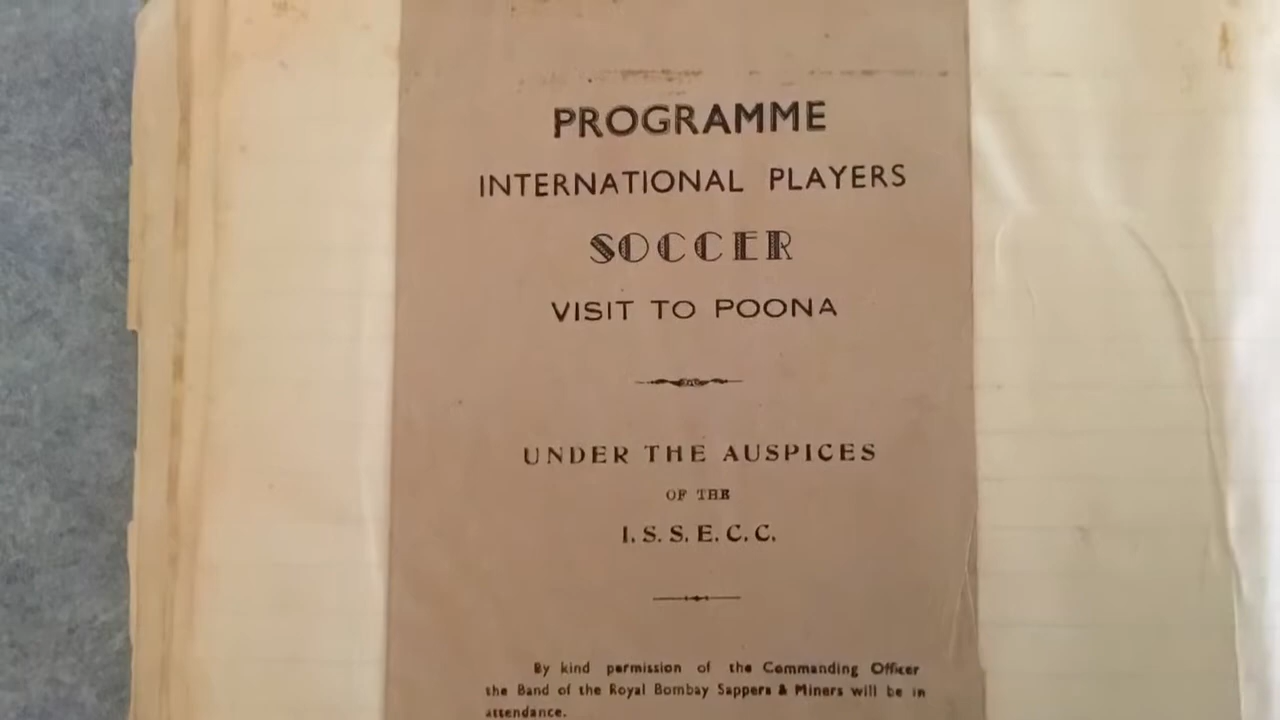 PROGRAMME
INTERNATIONAL PLAYERS
SOCCER
VISIT TO POONA
UNDER THE AUSPICES
OF THE
I. S. S. E. C. C.
By kind permission of the Commanding Officer
the Band of the Royal Bombay Sappers & Miners will be in
attendance.